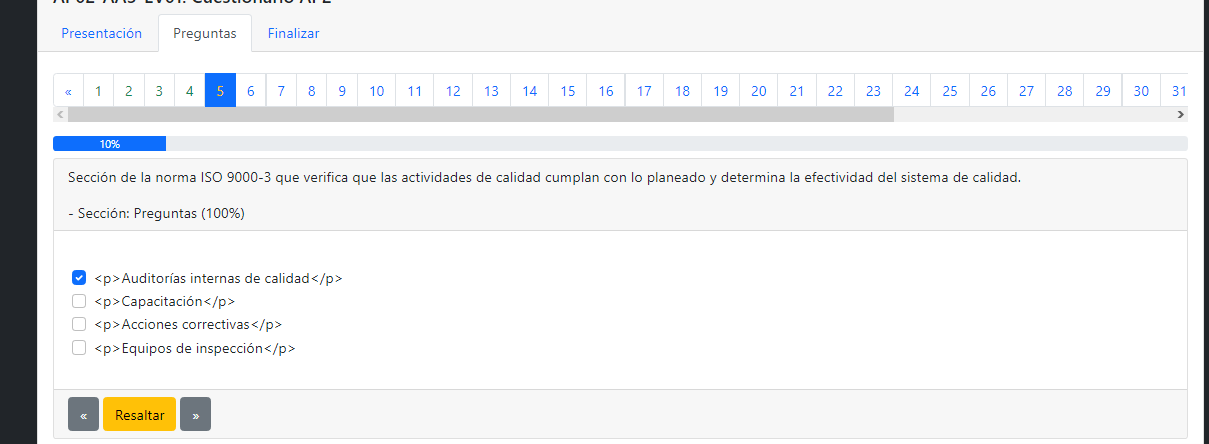 Presentación Preguntas Finalizar
« 1 2 3 4 5 6 7 8 9 10 11 12 13 14 15 16 17 18 19 20 21 22 23 24 25 26 27 28 29 30 31
10%
Sección de la norma ISO 9000-3 que verifica que las actividades de calidad cumplan con lo planeado y determina la efectividad del sistema de calidad.
- Sección: Preguntas (100%)
<p>Auditorías internas de calidad</p>
<p>Capacitación</p>
<p>Acciones correctivas</p>
<p>Equipos de inspección</p>
« Resaltar »